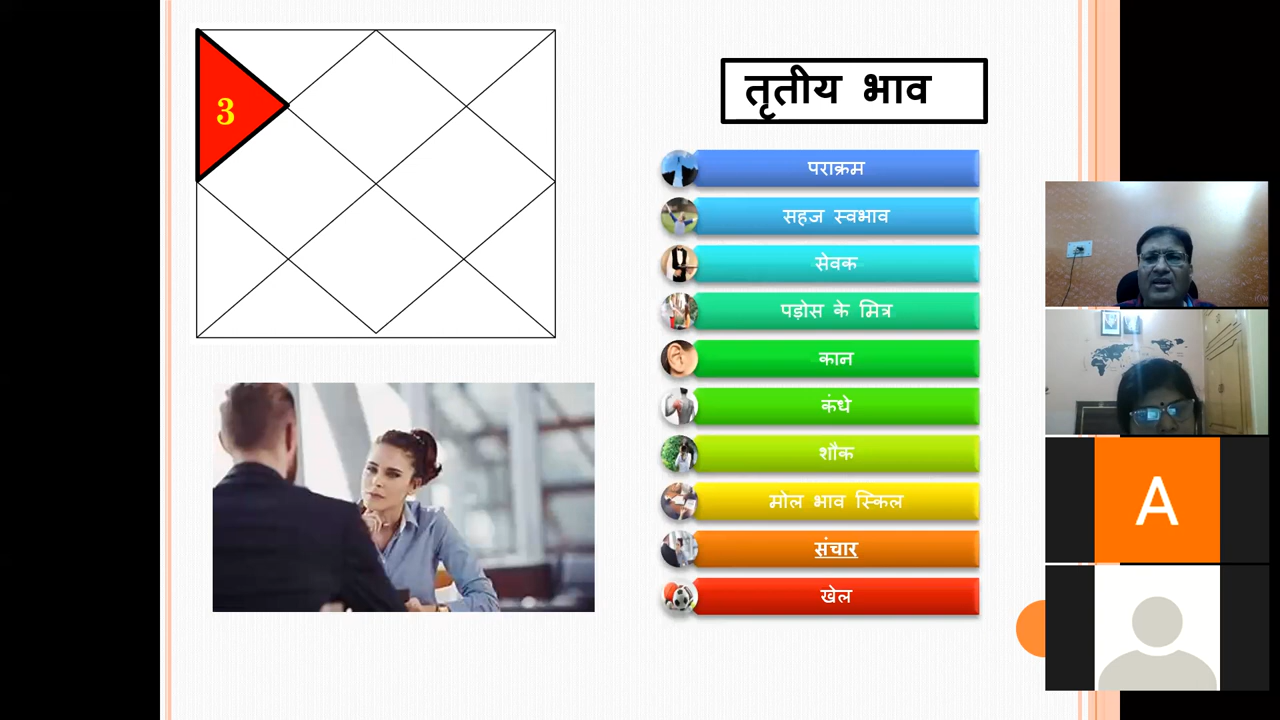 3
तृतीय भाव
पराक्रम
सहज स्वभाव
सेवक
पड़ोस के मित्र
कान
कंधे
शौक
मोल भाव स्किल
संचार
खेल
A